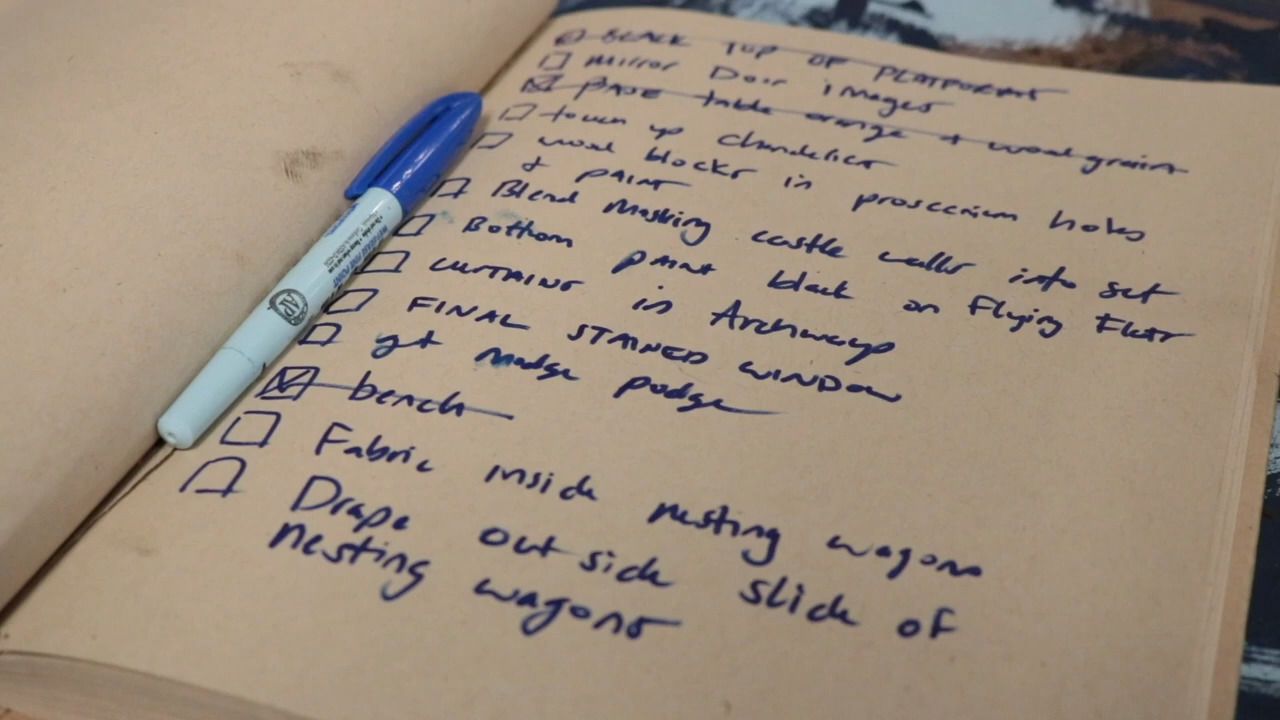 BLACK TOP OF PLATFORMS
Mirror Door images
BASE table orange + wood grain
touch up chandelier
wood blocks in proscenium holes
+ PAINT
Blend Masking castle walls into set
Bottom paint black on Flying Flats
CURTAINS in Archways
FINAL STAINED WINDOW
get modge podge
bench
Fabric inside nesting wagons
Drape outside slick of
nesting wagons
AP